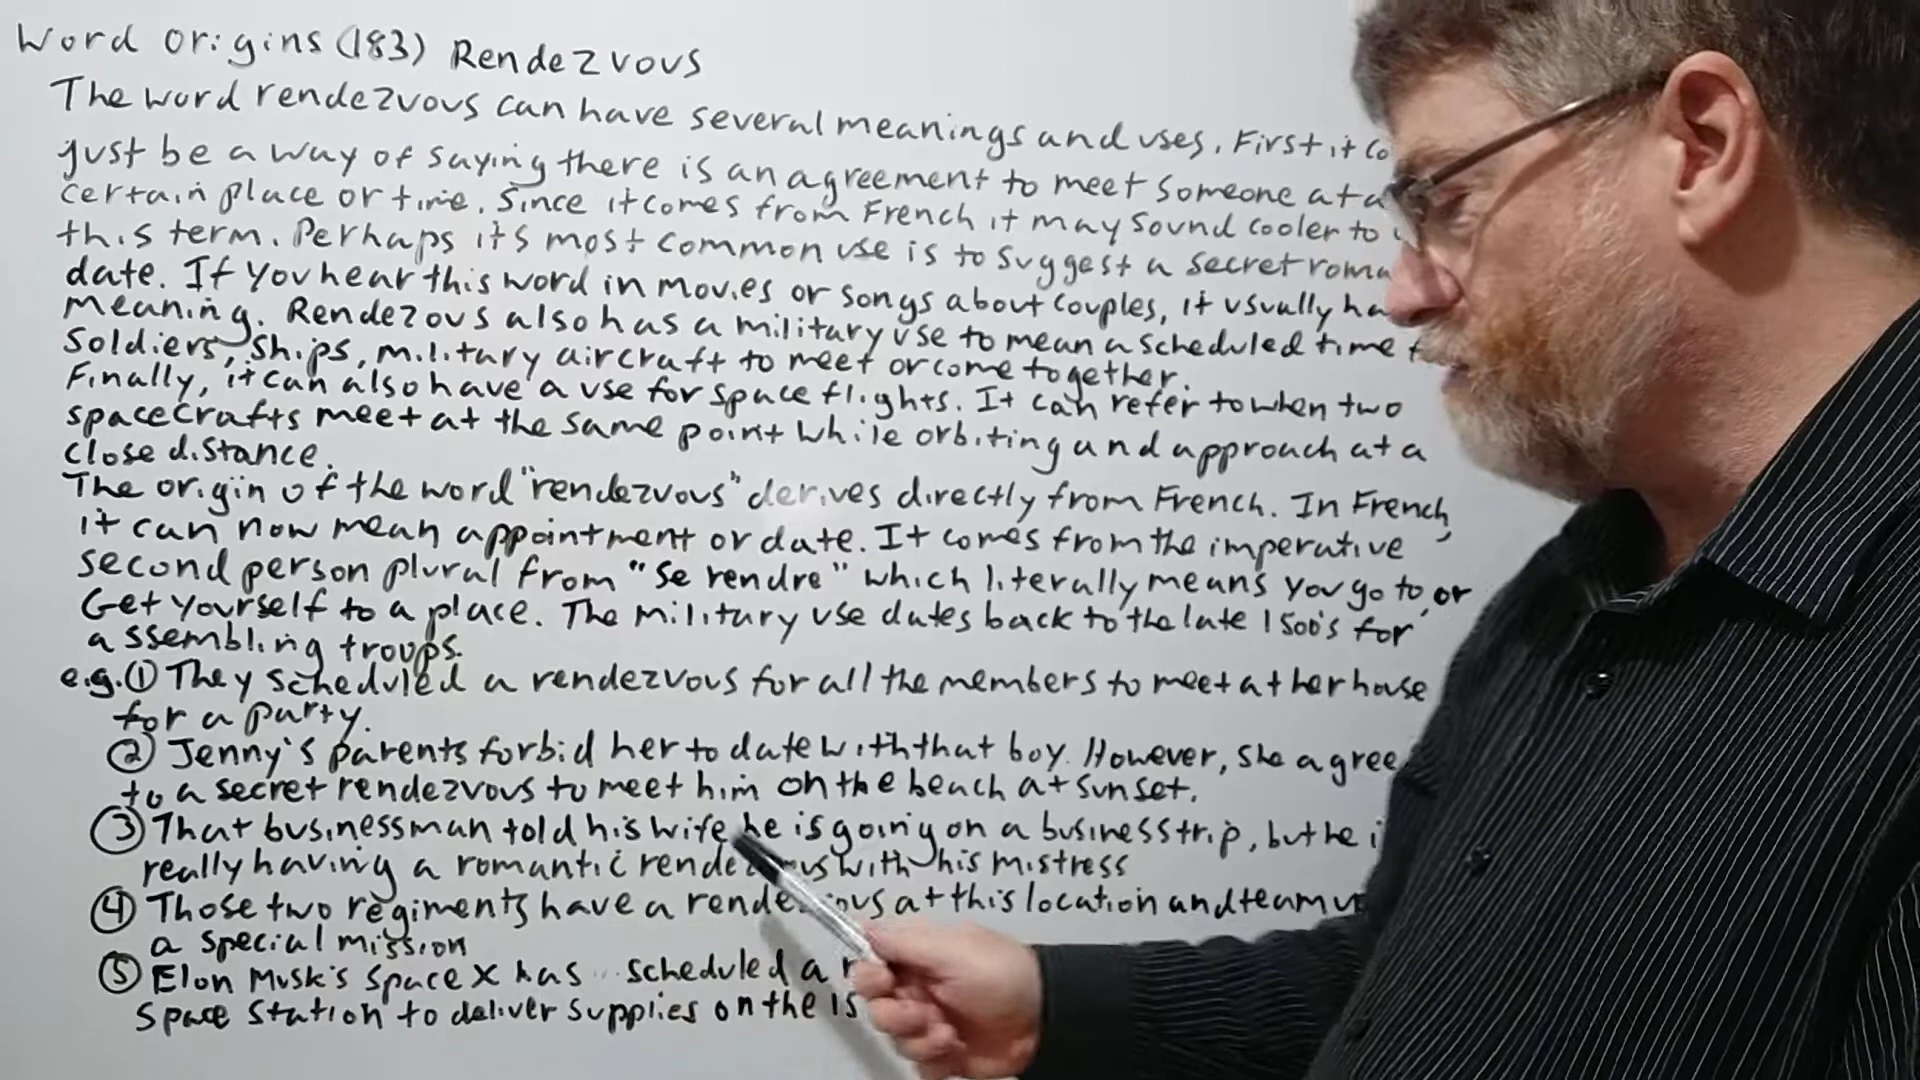 Word Origins (183) Rendezvous
The word rendezvous can have several meanings and uses. First it
just be a way of saying there is an agreement to meet someone at a
certain place or time. Since it comes from French it may sound cooler to
this term. Perhaps its most common use is to suggest a secret
date. If you hear this word in movies or songs about couples, it usually
meaning. Rendezous also has a military use to mean a scheduled time
soldiers, ships, military aircraft to meet or come together.
Finally, it can also have a use for space flights. It can refer to when two
spacecrafts meet at the same point while orbiting and approach at a
close distance.
The origin of the word "rendezvous" derives directly from French. In French,
it can now mean appointment or date. It comes from the imperative
second person plural from "se rendre" which literally means you go to, or
Get yourself to a place. The military use dates back to the late 1500's for
assembling troops.
e.g. ① They scheduled a rendezvous for all the members to meet at her house
for a party.
② Jenny's parents forbid her to date with that boy. However, she agree
to a secret rendezvous to meet him on the beach at sunset.
③ That businessman told his wife he is going on a business trip, but he
really having a romantic with his mistress
④ Those two regiments have a at this location and team
a special mission
⑤ Elon Musk's Space X has scheduled a
Space Station to deliver supplies on the